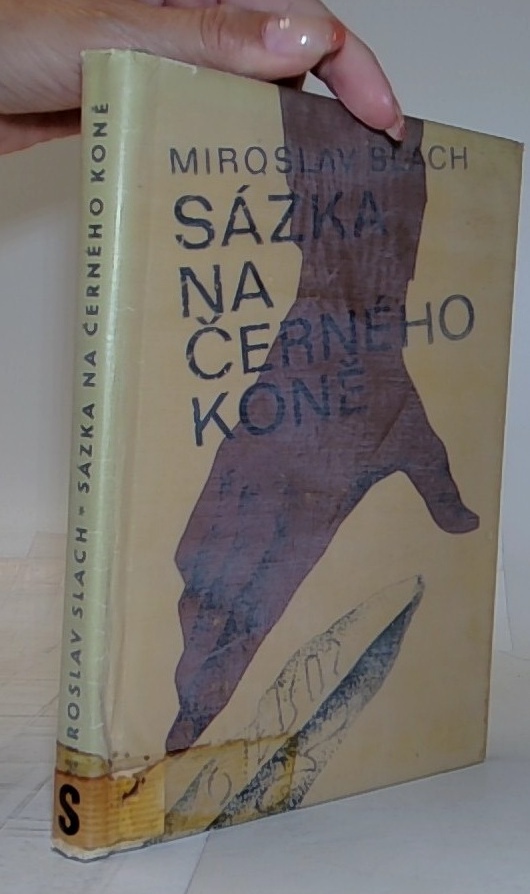 MIROSLAV SLACH
SÁZKA
NA
ČERNÉHO
KONĚ
MIROSLAV SLACH - SÁZKA NA ČERNÉHO KONĚ
S